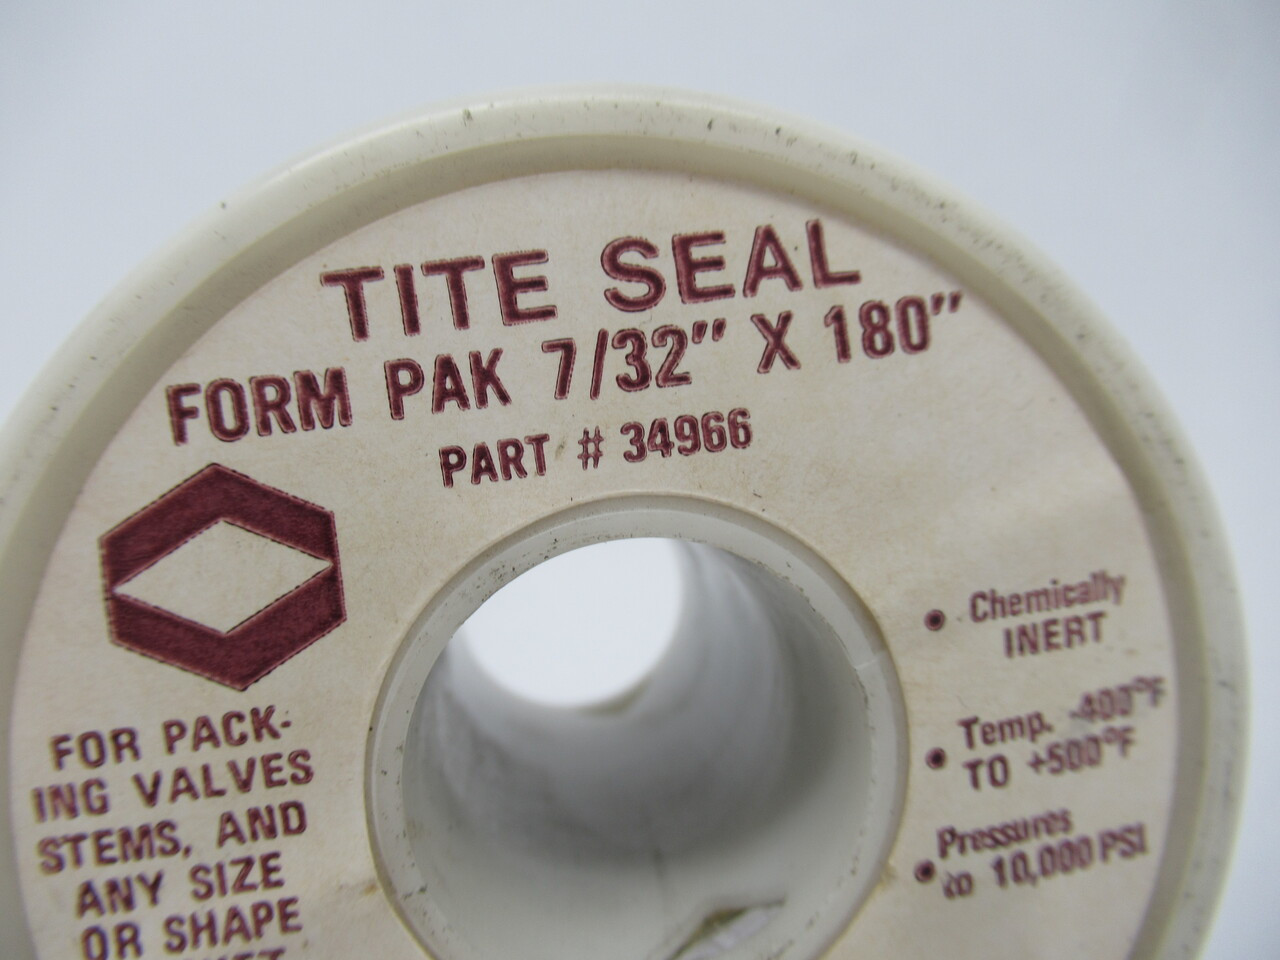 TITE SEAL
FORM PAK 7/32" X 180"
PART # 34966
FOR PACK-
ING VALVES
STEMS, AND
ANY SIZE
OR SHAPE
• Chemically
INERT
• Temp. -400°F
TO +500°F
• Pressures
to 10,000 PSI